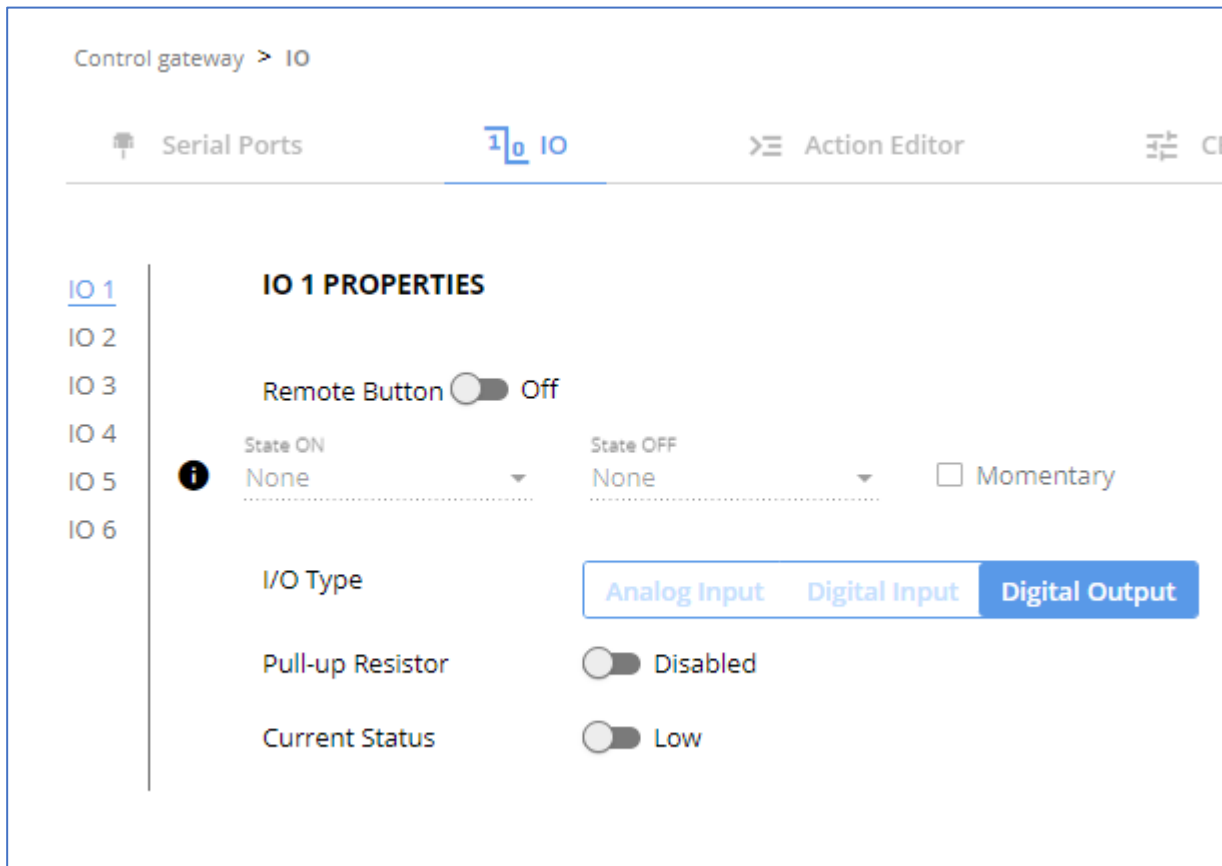 Control gateway > IO
Serial Ports
IO
Action Editor
IO 1
IO 2
IO 3
IO 4
IO 5
IO 6
IO 1 PROPERTIES
Remote Button Off
State ON
None
State OFF
None
Momentary
I/O Type
Analog Input Digital Input Digital Output
Pull-up Resistor Disabled
Current Status Low